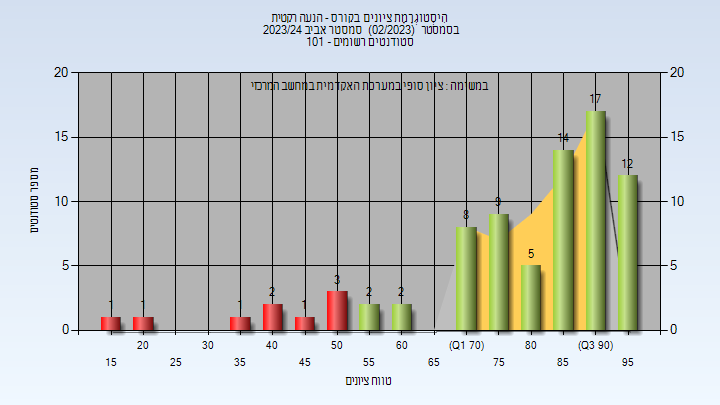 היסטוגרמת ציונים בקורס - הנעה רקטית
בסמסטר (02/2023) סמסטר אביב 2023/24
סטודנטים רשומים - 101
במשימה : ציון סופי במערכת האקדמית במחשב המרכזי
20 20
15 15
10 10
5 5
0 0
מספר סטודנטים
1 1 1 2 1 3 2 2 8 9 5 14 17 12
20 30 40 50 60 (Q1 70) 80 (Q3 90)
15 25 35 45 55 65 75 85 95
טווח ציונים